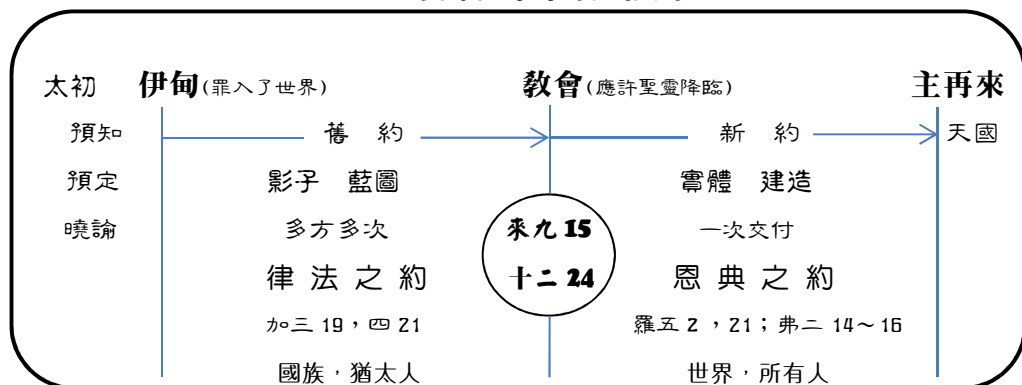 太初 伊甸(罪入了世界) 教會(應許聖靈降臨) 主再來
預知 舊 約 新 約 天國
預定 影子 藍圖 實體 建造
曉諭 多方多次 來九 15 一次交付
律 法 之 約 十二 24 恩 典 之 約
加三 19，四 21 羅五 2 ，21；弗二 14～16
國族，猶太人 世界，所有人